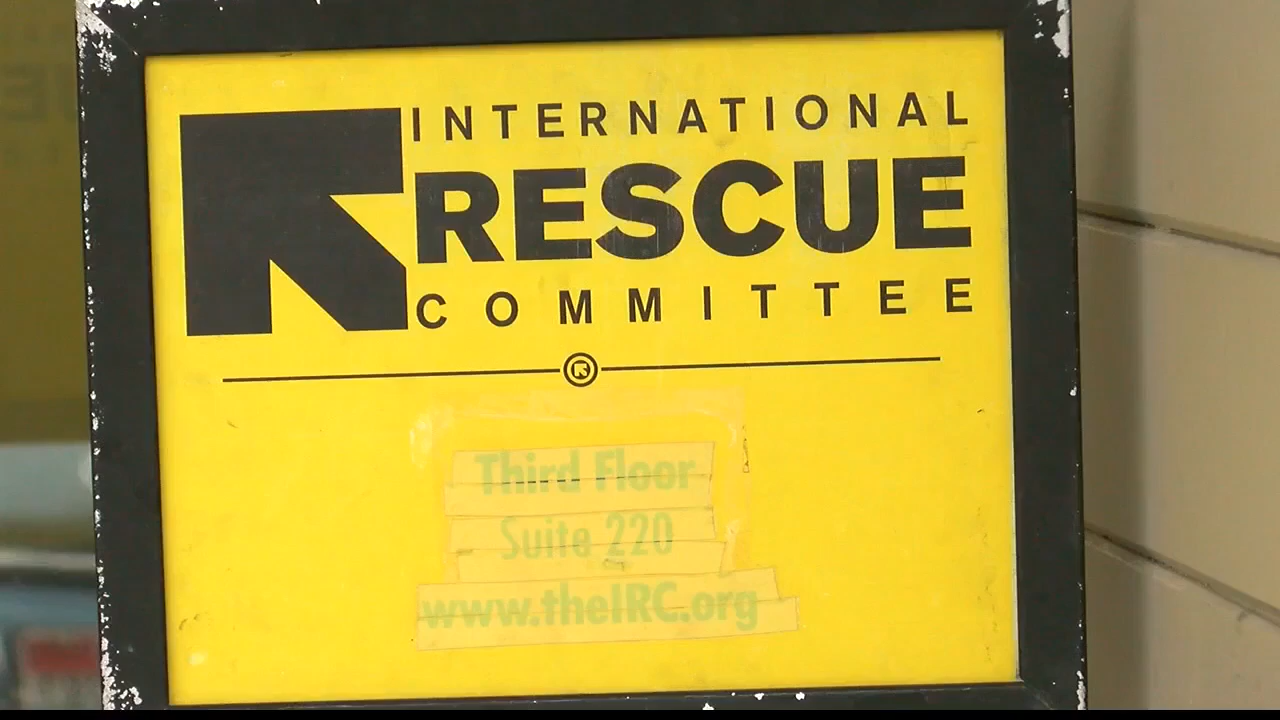 INTERNATIONAL
RESCUE
COMMITTEE
Third Floor
Suite 220
www.theIRC.org